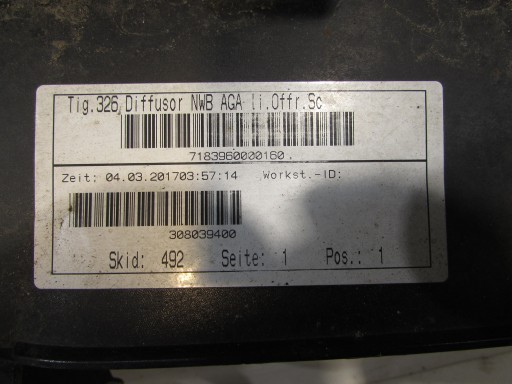 Tig.326 Diffusor NWB AGA li.Offr.Sc
7183960000160.
Zeit: 04.03.201703:57:14 Workst.-ID:
308039400
Skid: 492 Seite: 1 Pos.: 1